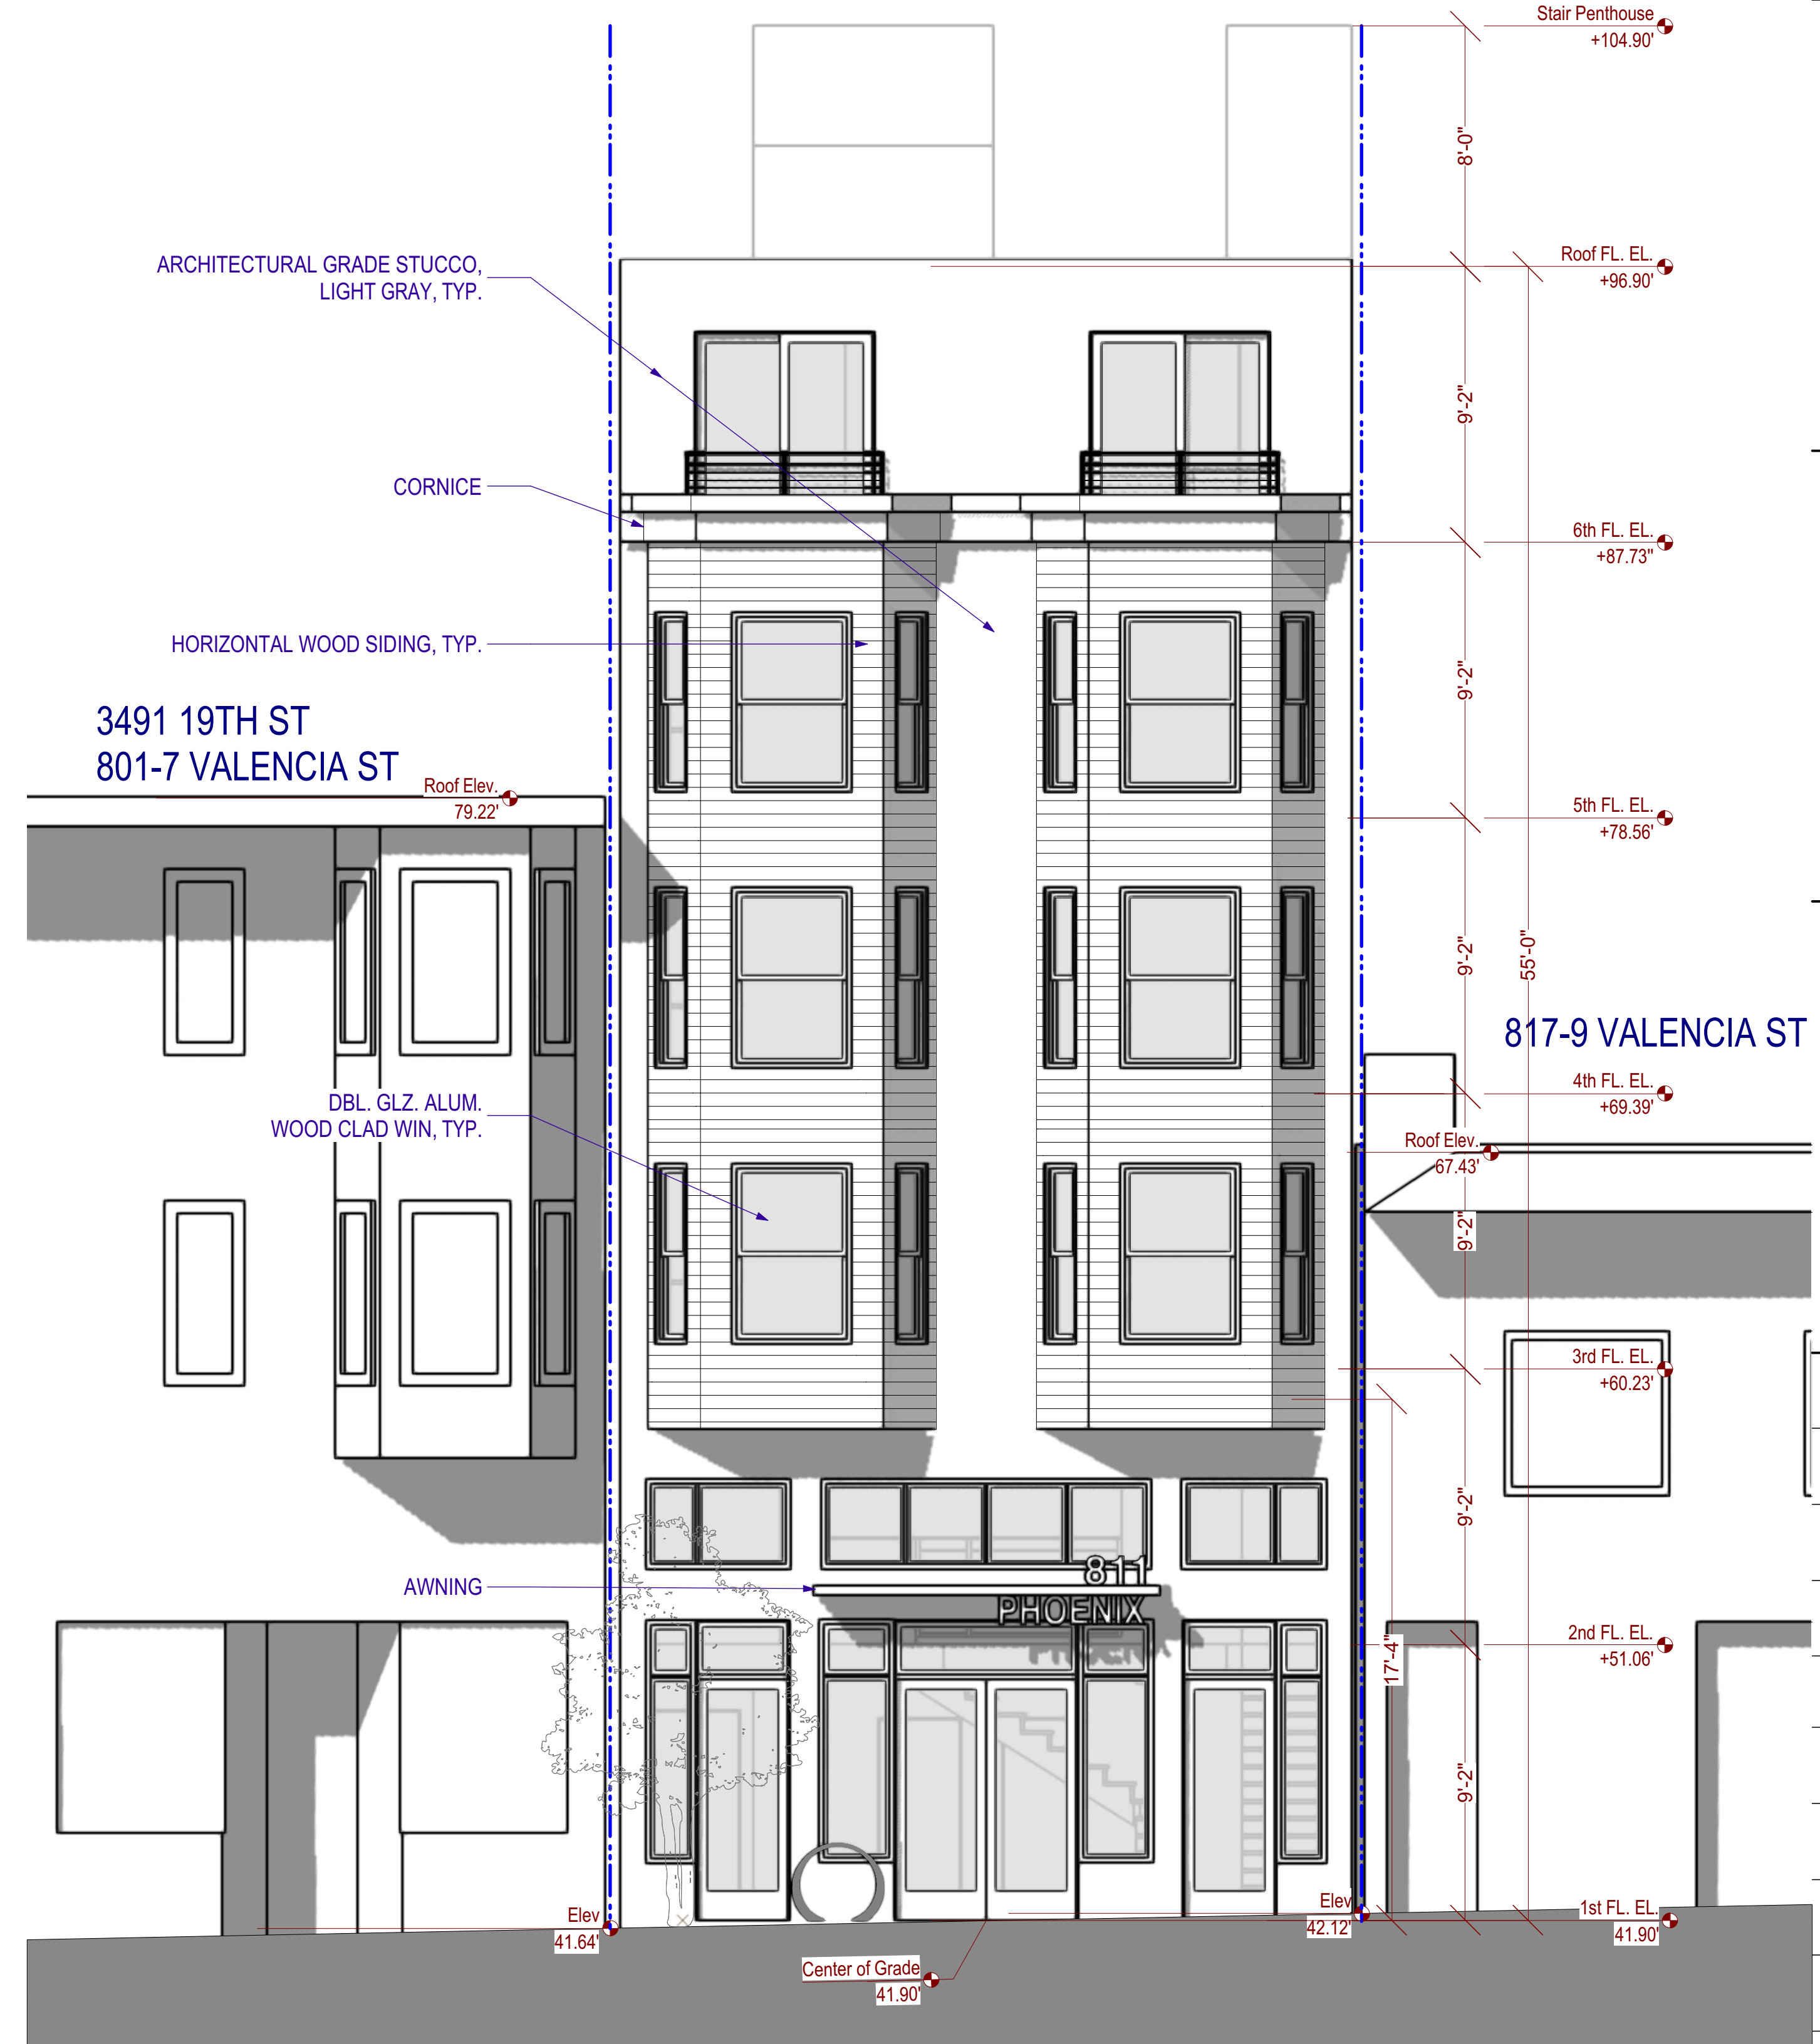 Stair Penthouse
+104.90'
8'-0"
ARCHITECTURAL GRADE STUCCO,
LIGHT GRAY, TYP.
Roof FL. EL.
+96.90'
9'-2"
CORNICE
6th FL. EL.
+87.73"
HORIZONTAL WOOD SIDING, TYP.
9'-2"
3491 19TH ST
801-7 VALENCIA ST
Roof Elev.
79.22'
5th FL. EL.
+78.56'
9'-2"
55'-0"
817-9 VALENCIA ST
DBL. GLZ. ALUM.
WOOD CLAD WIN, TYP.
4th FL. EL.
+69.39'
Roof Elev.
67.43'
9'-2"
3rd FL. EL.
+60.23'
9'-2"
AWNING
811
PHOENIX
17'-4"
2nd FL. EL.
+51.06'
9'-2"
Elev
41.64'
Elev
42.12'
1st FL. EL.
41.90'
Center of Grade
41.90'